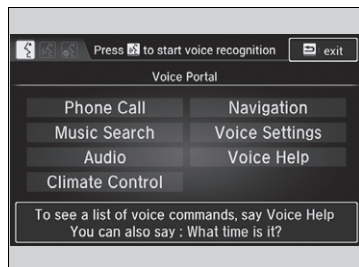 Press to start voice recognition
exit
Voice Portal
Phone Call
Navigation
Music Search
Voice Settings
Audio
Voice Help
Climate Control
To see a list of voice commands, say Voice Help
You can also say : What time is it?